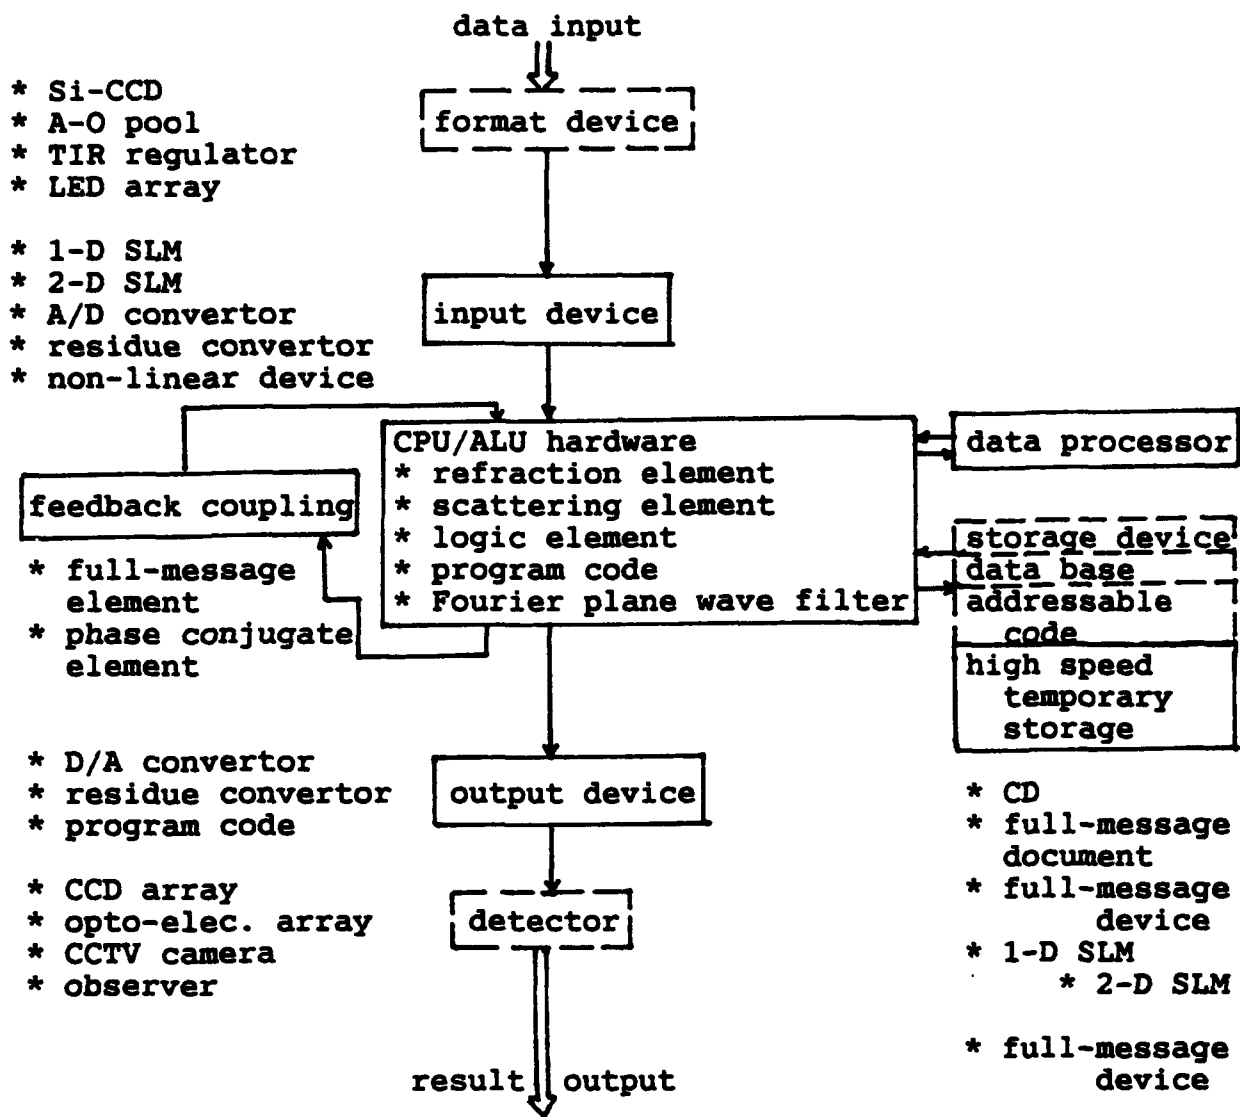 data input
* Si-CCD
* A-O pool
* TIR regulator
* LED array
format device
* 1-D SLM
* 2-D SLM
* A/D convertor
* residue convertor
* non-linear device
input device
CPU/ALU hardware
* refraction element
* scattering element
* logic element
* program code
* Fourier plane wave filter
data processor
feedback coupling
* full-message
element
* phase conjugate
element
storage device
data base
addressable
code
high speed
temporary
storage
* D/A convertor
* residue convertor
* program code
output device
* CCD array
* opto-elec. array
* CCTV camera
* observer
detector
* CD
* full-message
document
* full-message
device
* 1-D SLM
* 2-D SLM
* full-message
device
result output